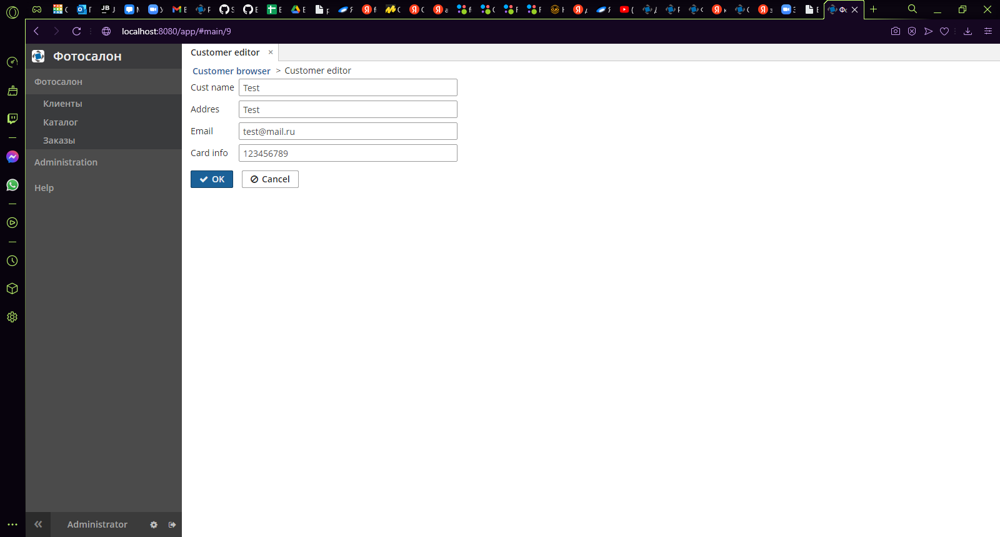 localhost:8080/app/#main/9
Фотосалон
Фотосалон
Клиенты
Каталог
Заказы
Administration
Help
Administrator
Customer editor
Customer browser > Customer editor
Cust name Test
Addres Test
Email test@mail.ru
Card info 123456789
OK Cancel